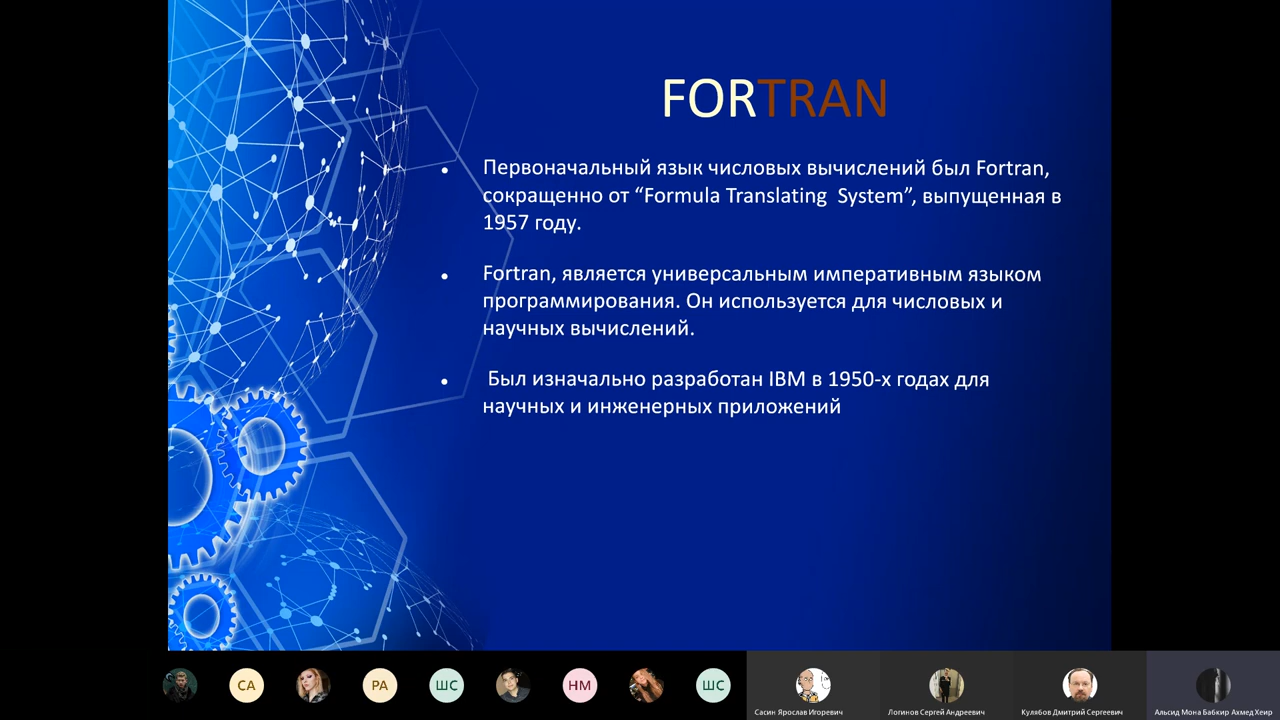 FORTRAN
• Первоначальный язык числовых вычислений был Fortran,
сокращенно от “Formula Translating System”, выпущенная в
1957 году.
• Fortran, является универсальным императивным языком
программирования. Он используется для числовых и
научных вычислений.
• Был изначально разработан IBM в 1950-х годах для
научных и инженерных приложений
СА
РА
ШС
НМ
ШС
Сасин Ярослав Игоревич
Логинов Сергей Андреевич
Кулябов Дмитрий Сергеевич
Альсид Мона Бабкир Ахмед Хеир